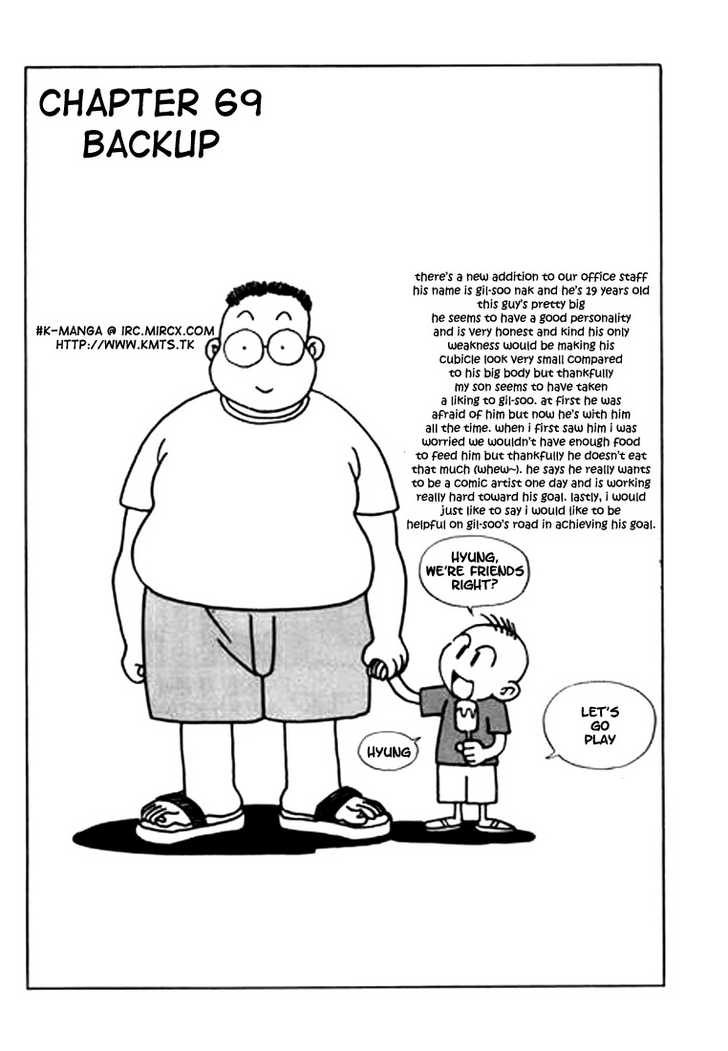 CHAPTER 69
BACKUP
#K-MANGA @ IRC.MIRCX.COM
HTTP://WWW.KMTS.TK
there's a new addition to our office staff
his name is gil-soo nak and he's 19 years old
this guy's pretty big
he seems to have a good personality
and is very honest and kind his only
weakness would be making his
cubicle look very small compared
to his big body but thankfully
my son seems to have taken
a liking to gil-soo. at first he was
afraid of him but now he's with him
all the time. when i first saw him i was
worried we wouldn't have enough food
to feed him but thankfully he doesn't eat
that much (whew~). he says he really wants
to be a comic artist one day and is working
really hard toward his goal. lastly, i would
just like to say i would like to be
helpful on gil-soo's road in achieving his goal.
HYUNG,
WE'RE FRIENDS
RIGHT?
HYUNG
LET'S
GO
PLAY